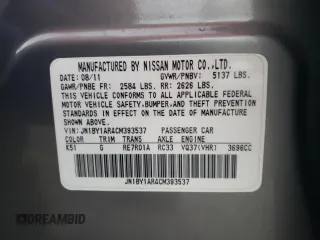 MANUFACTURED BY NISSAN MOTOR CO.,LTD.
DATE: 08/11 GVWR/PNBV: 5137 LBS.
GAWR/PNBE FR: 2584 LBS. RR: 2626 LBS.
THIS VEHICLE CONFORMS TO ALL APPLICABLE FEDERAL
MOTOR VEHICLE SAFETY,BUMPER,AND THEFT PREVENTION
STANDARDS IN EFFECT ON THE DATE OF
MANUFACTURE SHOWN ABOVE.
VIN: JN1BY1AR4CM393537 PASSENGER CAR
COLOR TRIM TRANS AXLE ENGINE
K51 G RE7R01A RC33 VQ37(VHR) 3696CC
JN1BY1AR4CM393537
© AUTOBIDMASTER